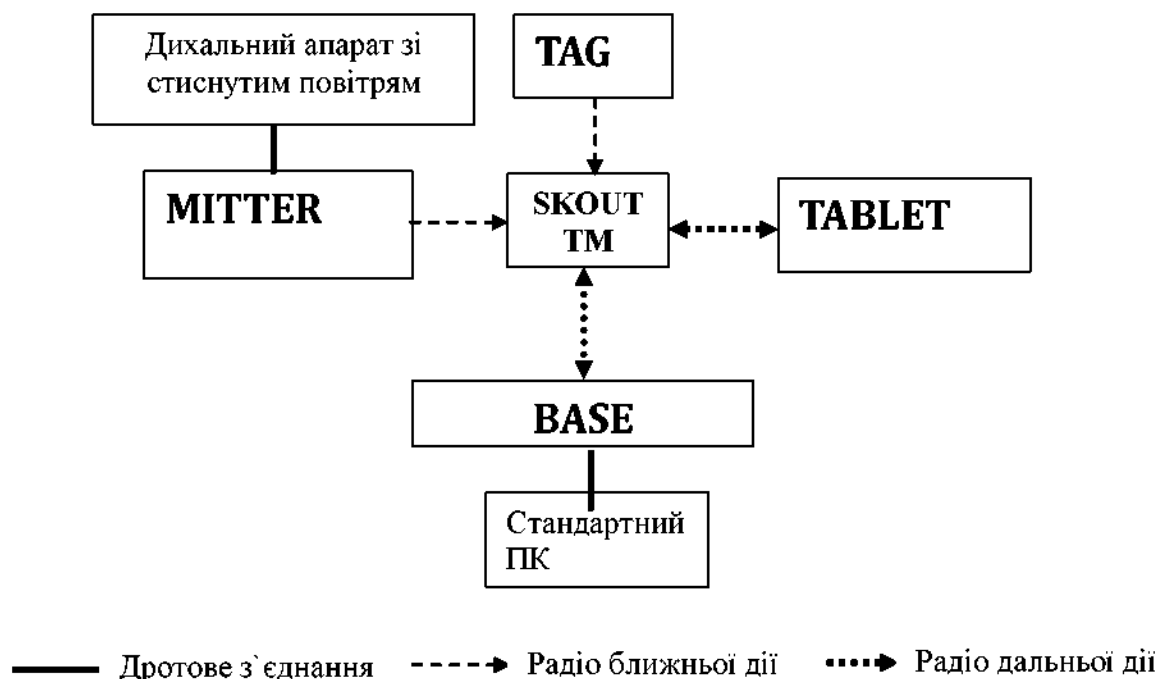 Дихальний апарат зі
стиснутим повітрям
TAG
MITTER
SKOUT
TM
TABLET
BASE
Стандартний
ПК
Дротове з`єднання
Радіо ближньої дії
Радіо дальньої дії